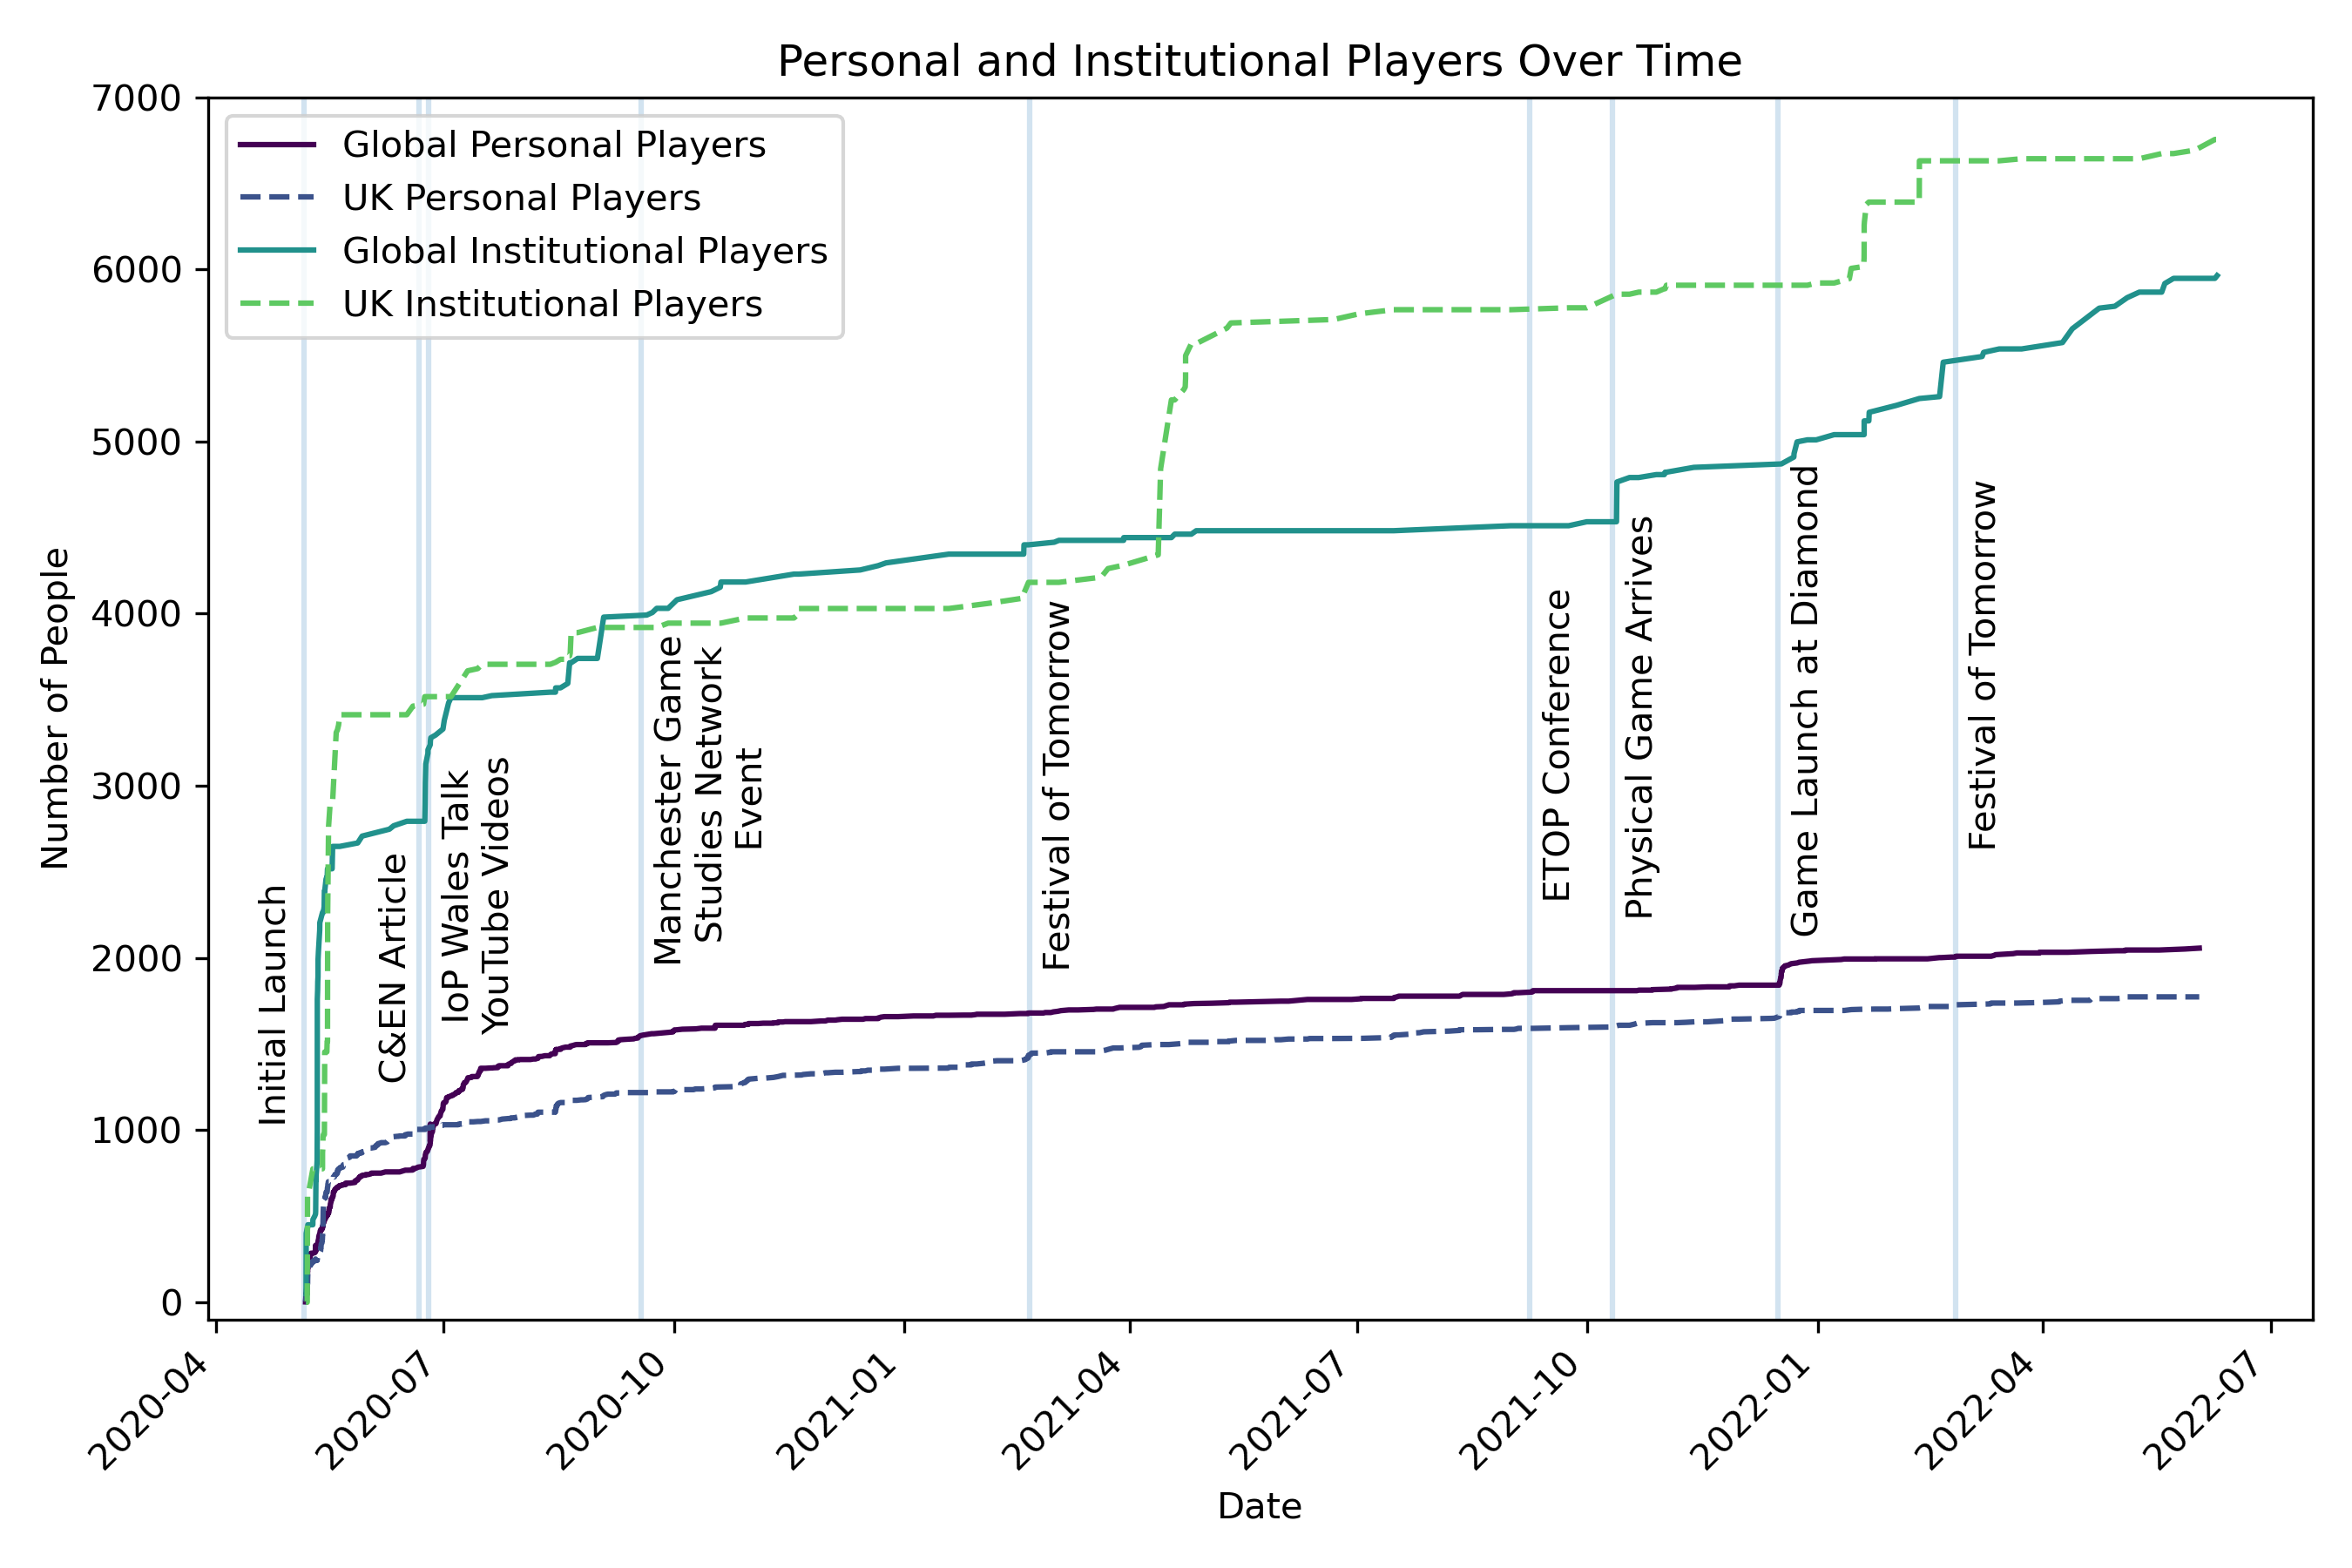 Personal and Institutional Players Over Time
7000
6000
5000
4000
3000
2000
1000
0
Number of People
Global Personal Players
UK Personal Players
Global Institutional Players
UK Institutional Players
Initial Launch
C&EN Article
IoP Wales Talk
YouTube Videos
Manchester Game
Studies Network
Event
Festival of Tomorrow
ETOP Conference
Physical Game Arrives
Game Launch at Diamond
Festival of Tomorrow
2020-04
2020-07
2020-10
2021-01
2021-04
2021-07
2021-10
2022-01
2022-04
2022-07
Date